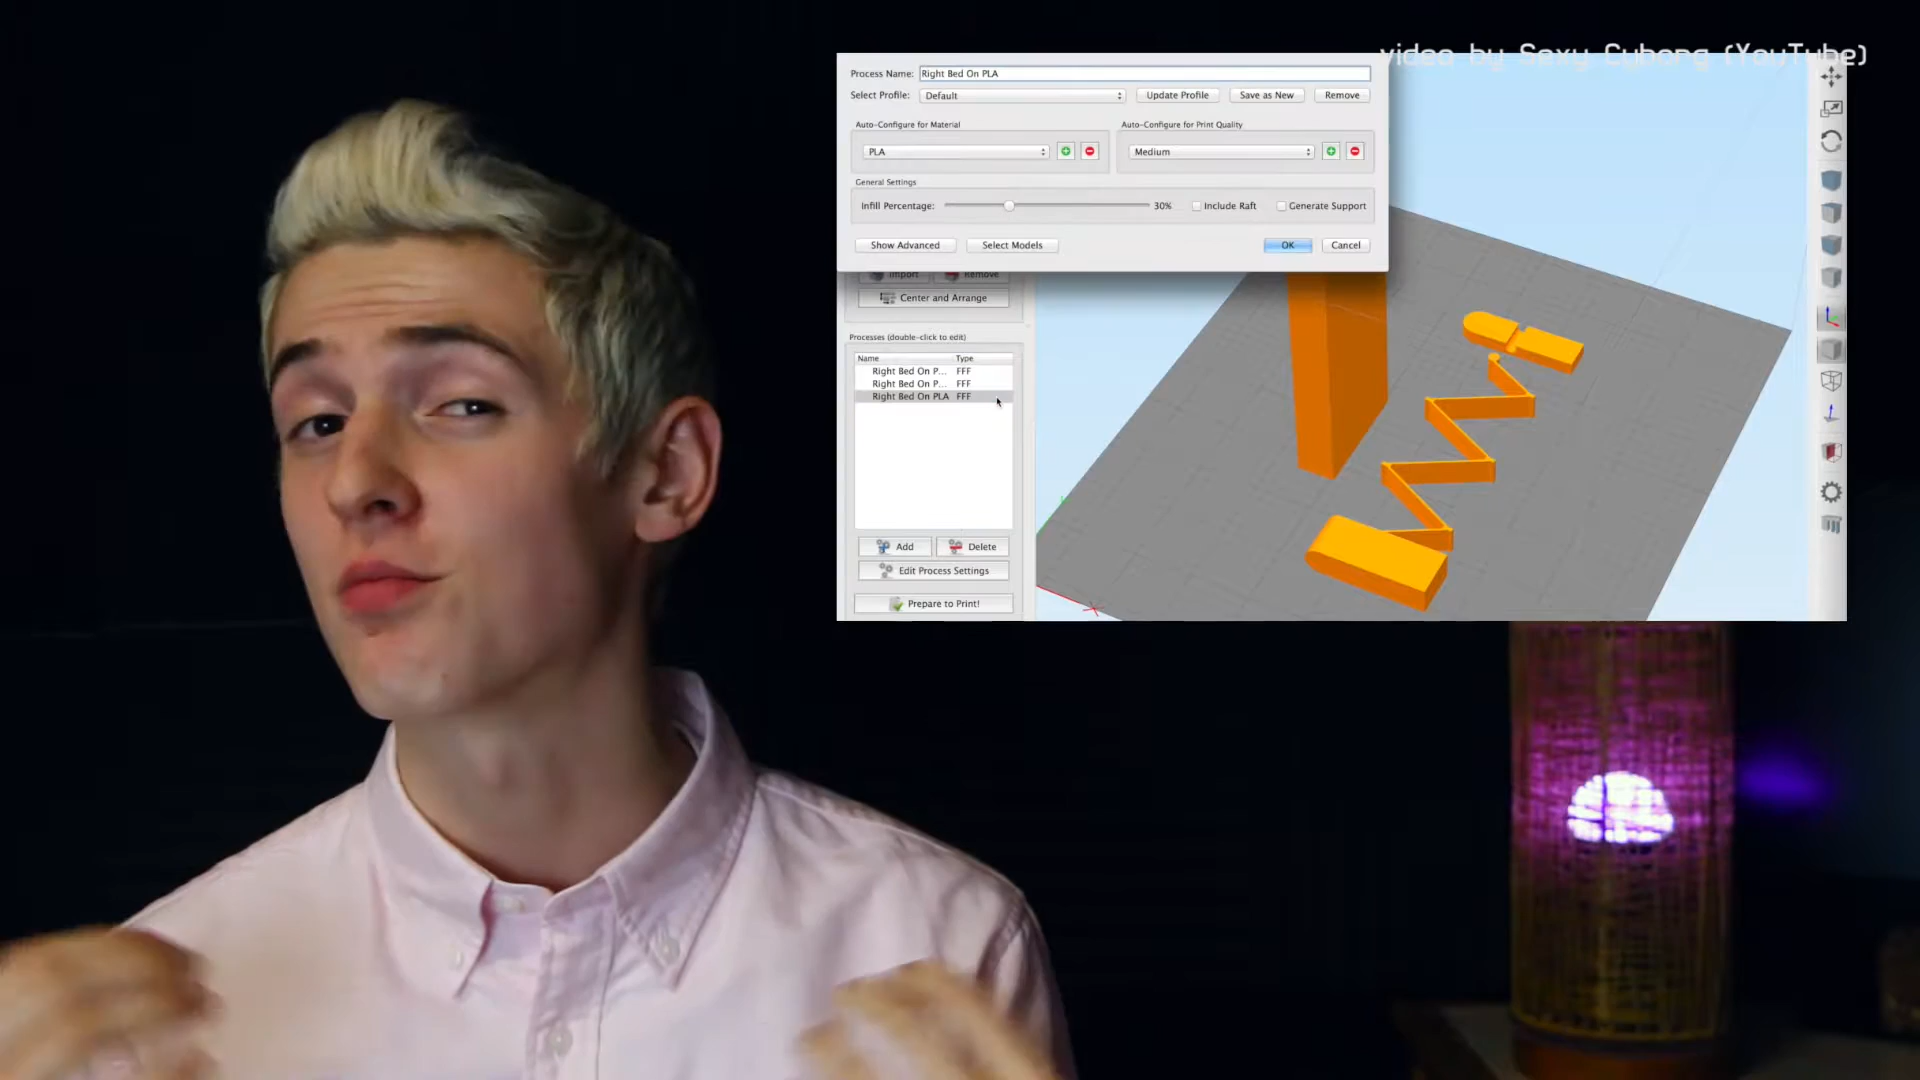 video by Sexy Cyborg (YouTube)
Process Name: Right Bed On PLA
Select Profile: Default Update Profile Save as New Remove
Auto-Configure for Material Auto-Configure for Print Quality
PLA Medium
General Settings
Infill Percentage: 30% Include Raft Generate Support
Show Advanced Select Models OK Cancel
Import Remove
Center and Arrange
Processes (double-click to edit)
Name Type
Right Bed On P... FFF
Right Bed On P... FFF
Right Bed On PLA FFF
Add Delete
Edit Process Settings
Prepare to Print!